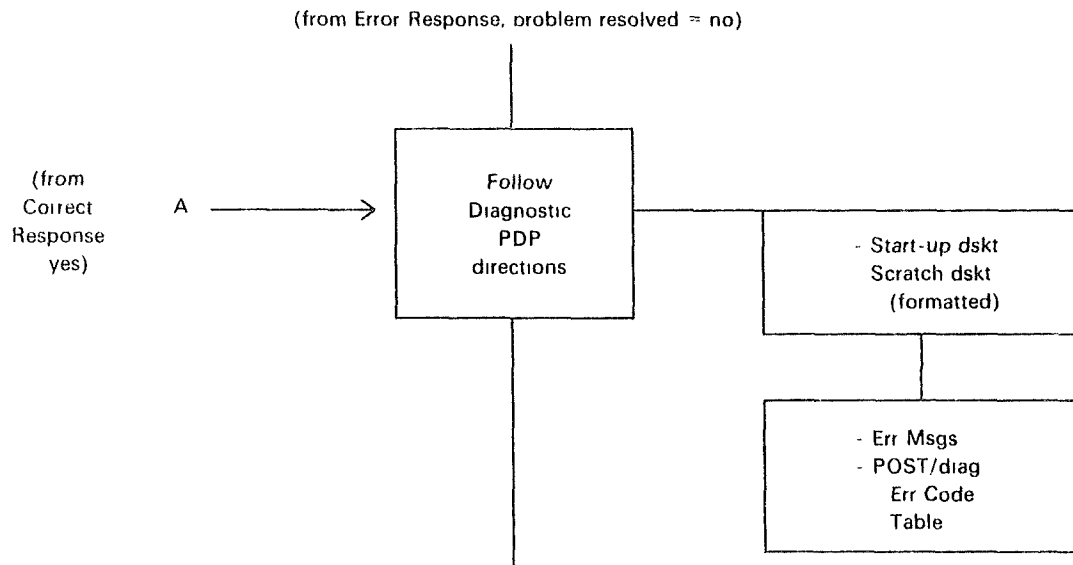 (from Error Response, problem resolved = no)
(from
Correct
Response
yes)
A
Follow
Diagnostic
PDP
directions
- Start-up dskt
Scratch dskt
(formatted)
- Err Msgs
- POST/diag
Err Code
Table